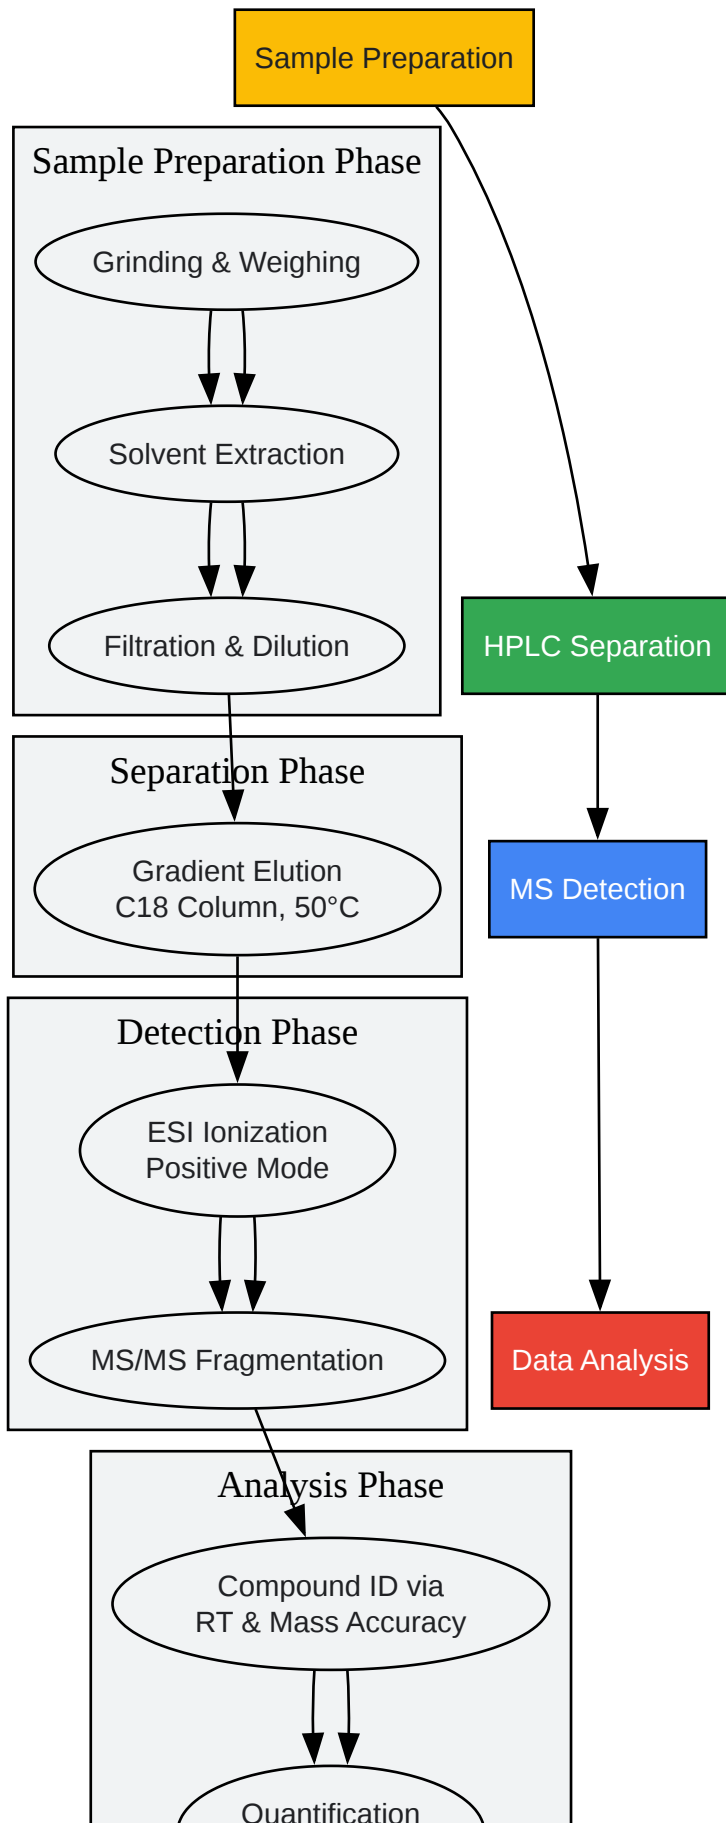 Sample Preparation
Sample Preparation Phase
Grinding & Weighing
Solvent Extraction
Filtration & Dilution
HPLC Separation
Separation Phase
Gradient Elution
C18 Column, 50°C
MS Detection
Detection Phase
ESI Ionization
Positive Mode
MS/MS Fragmentation
Data Analysis
Analysis Phase
Compound ID via
RT & Mass Accuracy
Quantification